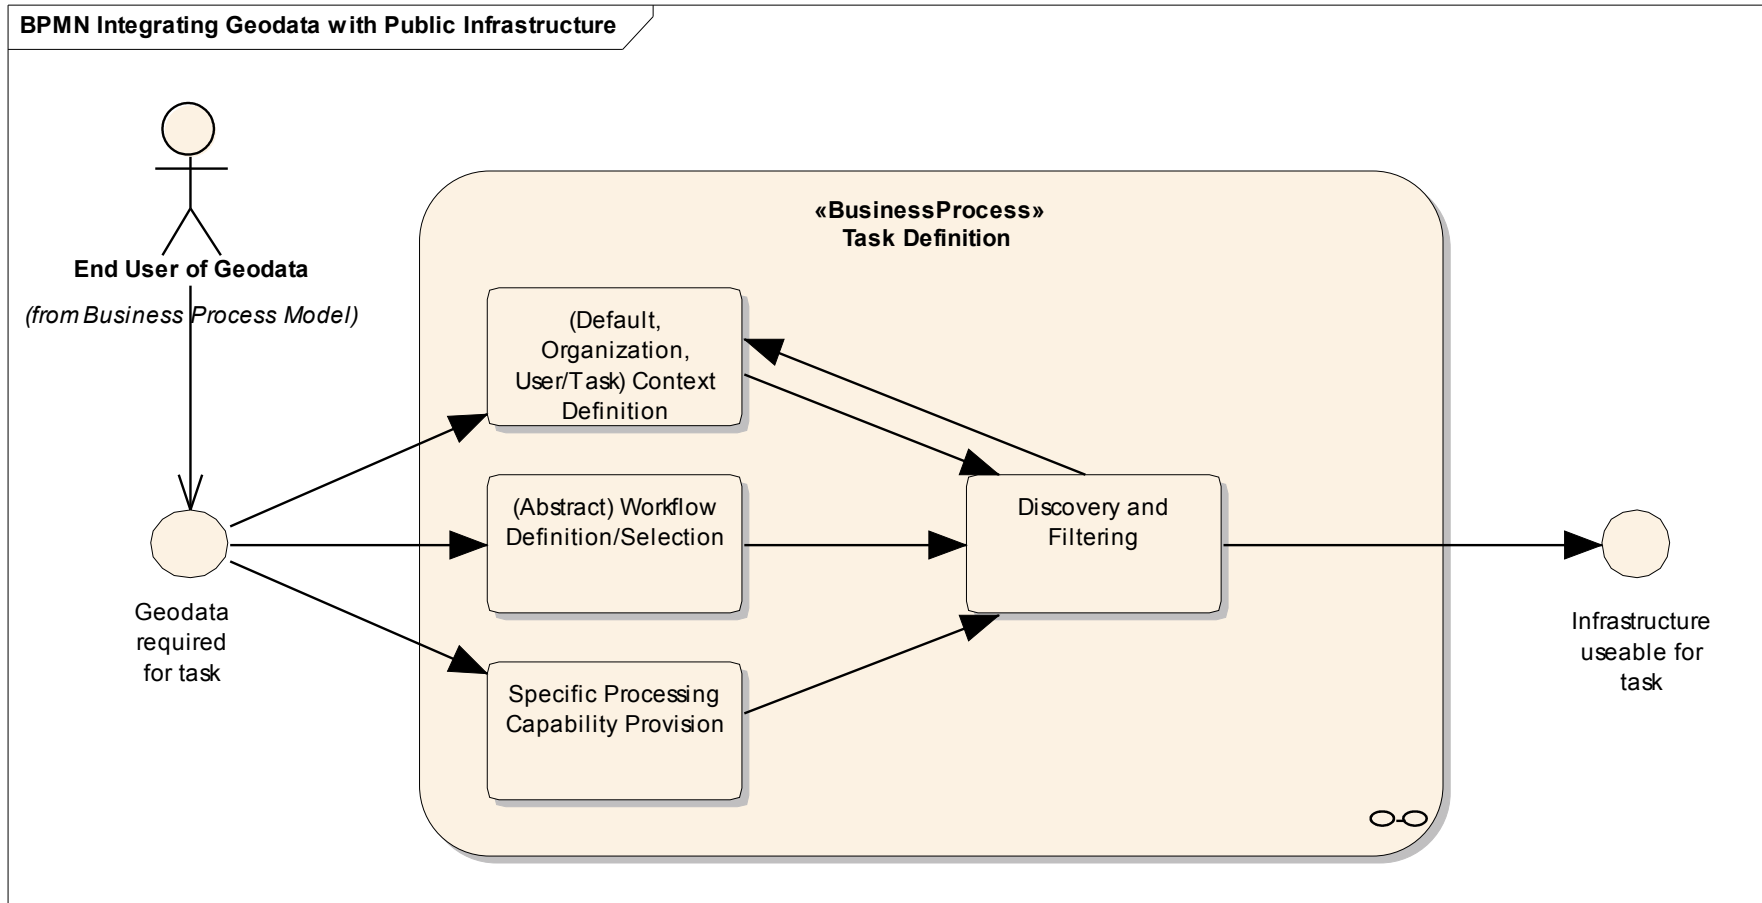 BPMN Integrating Geodata with Public Infrastructure
«BusinessProcess»
Task Definition
End User of Geodata
(from Business Process Model)
(Default,
Organization,
User/Task) Context
Definition
(Abstract) Workflow
Definition/Selection
Discovery and
Filtering
Geodata
required
for task
Infrastructure
useable for
task
Specific Processing
Capability Provision